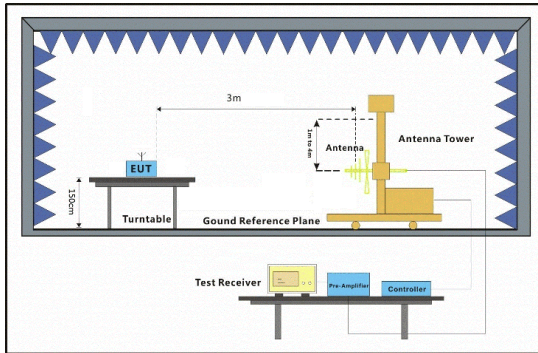 3m
1m to 4m
Antenna
Antenna Tower
EUT
150cm
Turntable
Gound Reference Plane
Test Receiver
Pre-Amplifier
Controller